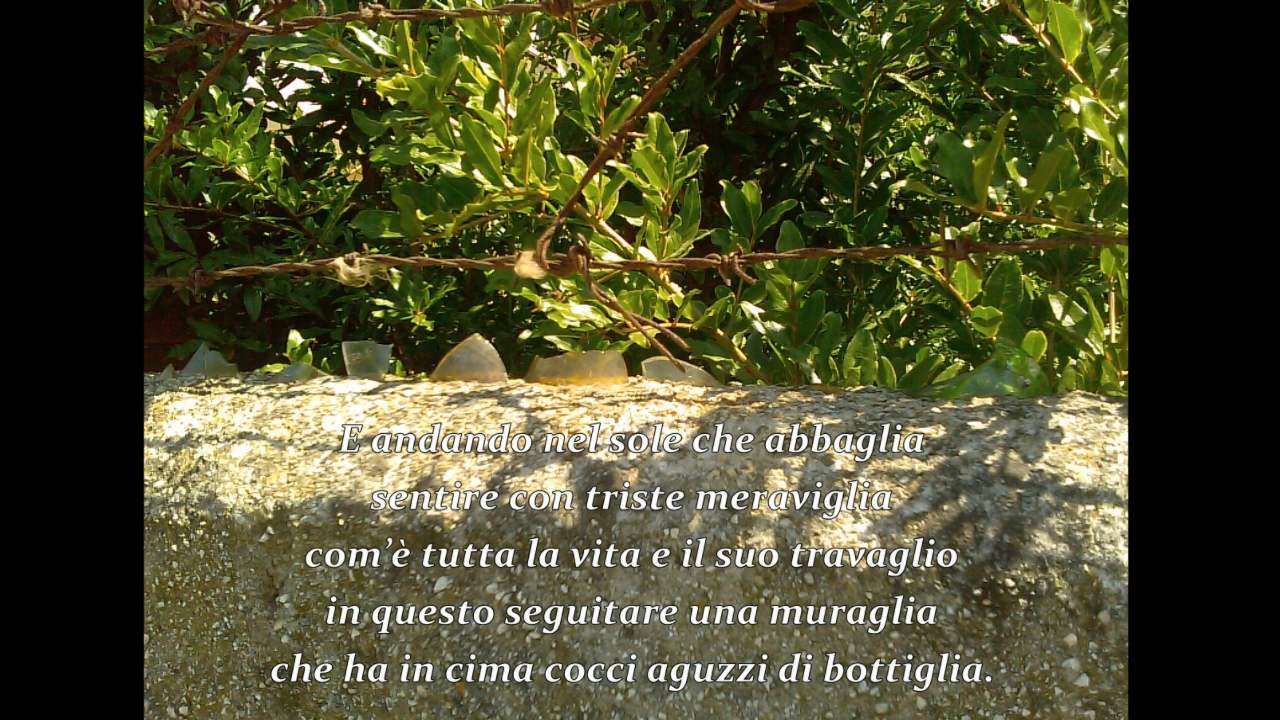 E andando nel sole che abbaglia
sentire con triste meraviglia
com’è tutta la vita e il suo travaglio
in questo seguitare una muraglia
che ha in cima cocci aguzzi di bottiglia.